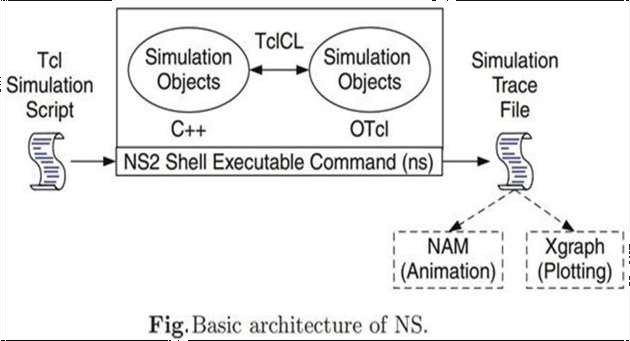 Tcl
Simulation
Script
TclCL
Simulation
Objects
Simulation
Objects
C++
OTcl
NS2 Shell Executable Command (ns)
Simulation
Trace
File
NAM
(Animation)
Xgraph
(Plotting)
Fig. Basic architecture of NS.